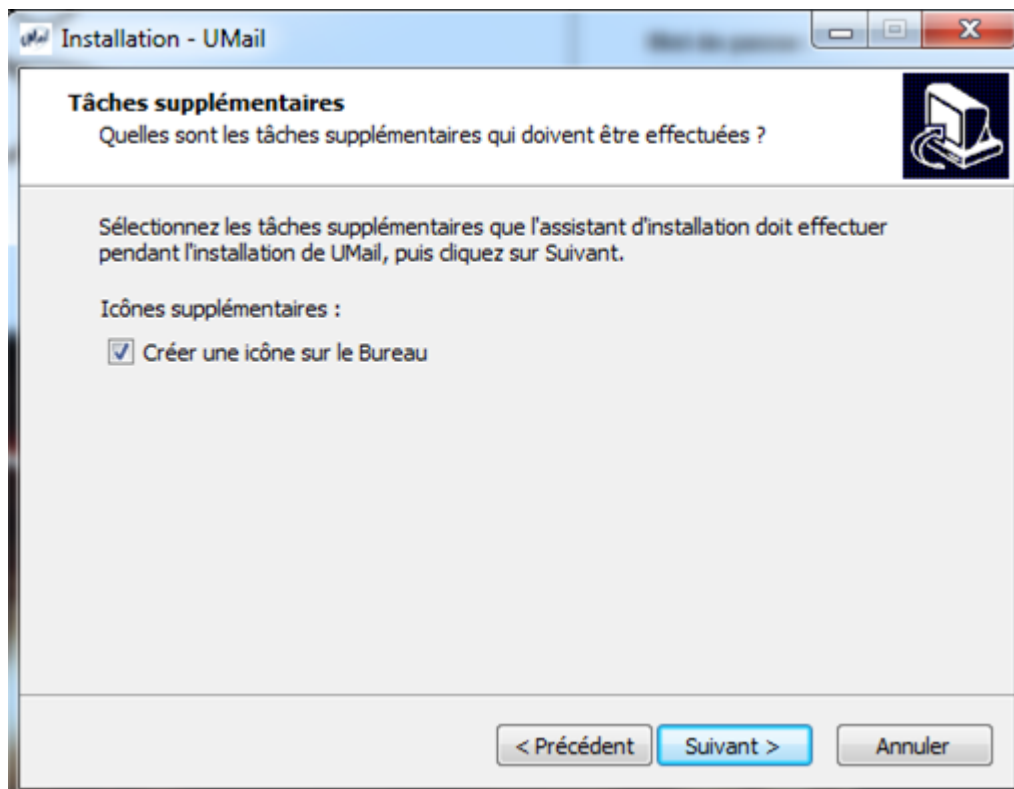 Installation - UMail
Tâches supplémentaires
Quelles sont les tâches supplémentaires qui doivent être effectuées ?
Sélectionnez les tâches supplémentaires que l'assistant d'installation doit effectuer
pendant l'installation de UMail, puis cliquez sur Suivant.
Icônes supplémentaires :
Créer une icône sur le Bureau
< Précédent
Suivant >
Annuler